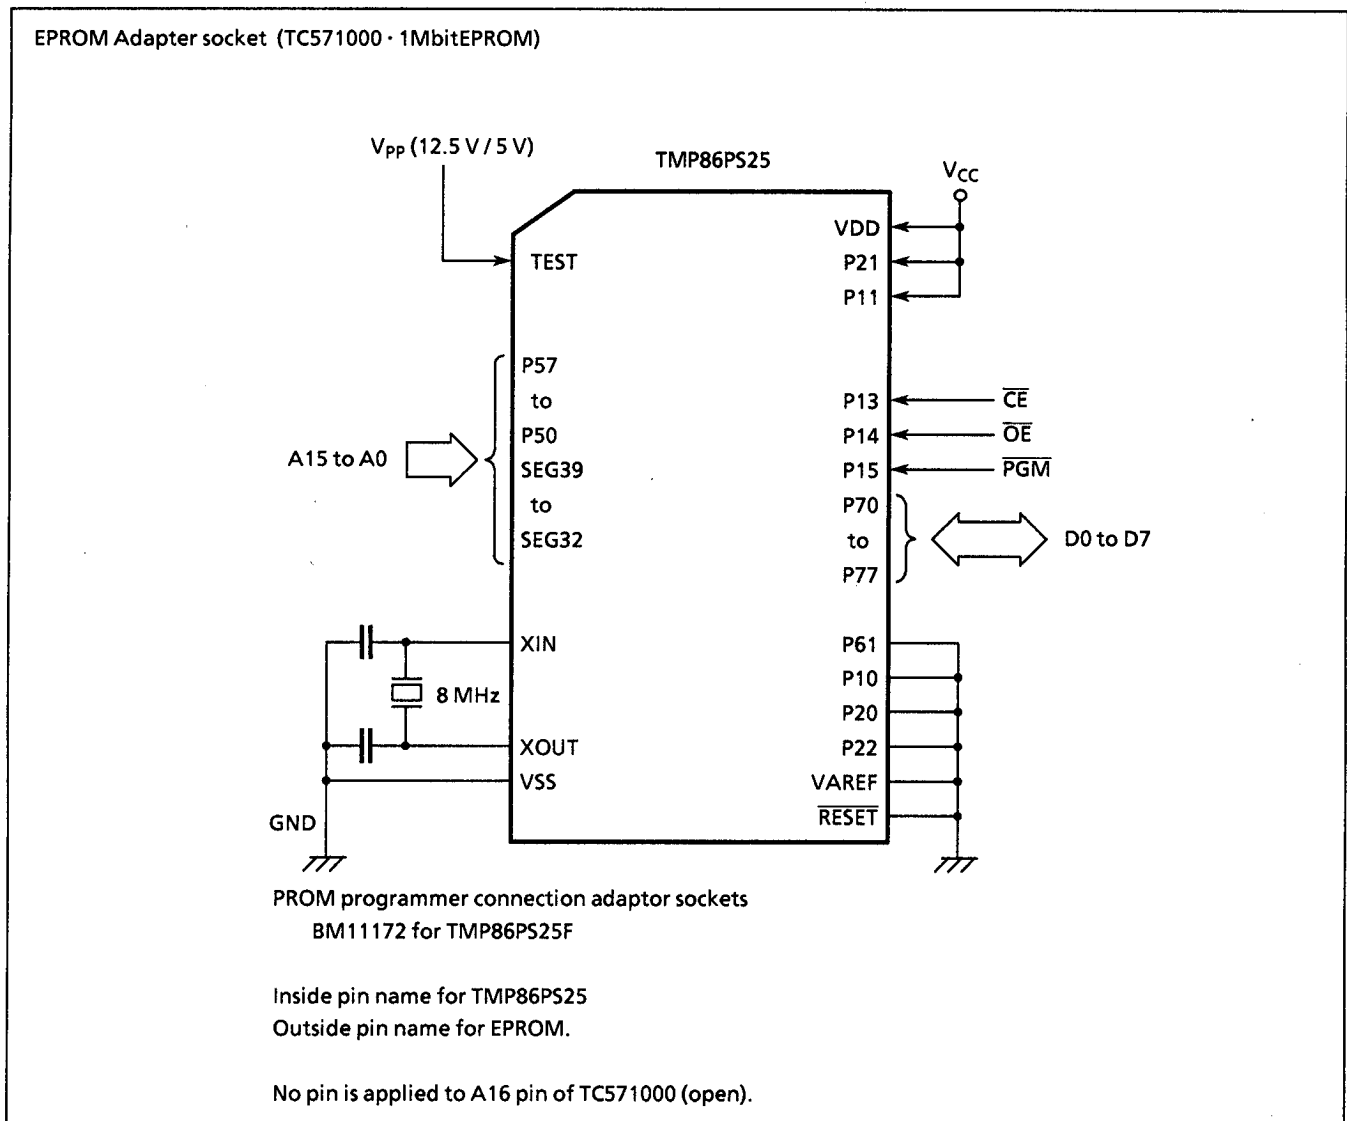 EPROM Adapter socket (TC571000 · 1MbitEPROM)
VPP (12.5 V / 5 V)
TMP86PS25
VCC
VDD
TEST
P21
P11
P57
to
P13
CE
P50
P14
OE
A15 to A0
SEG39
P15
PGM
to
P70
SEG32
to
D0 to D7
P77
XIN
P61
8 MHz
P10
P20
XOUT
P22
VSS
VAREF
GND
RESET
PROM programmer connection adaptor sockets
BM11172 for TMP86PS25F
Inside pin name for TMP86PS25
Outside pin name for EPROM.
No pin is applied to A16 pin of TC571000 (open).